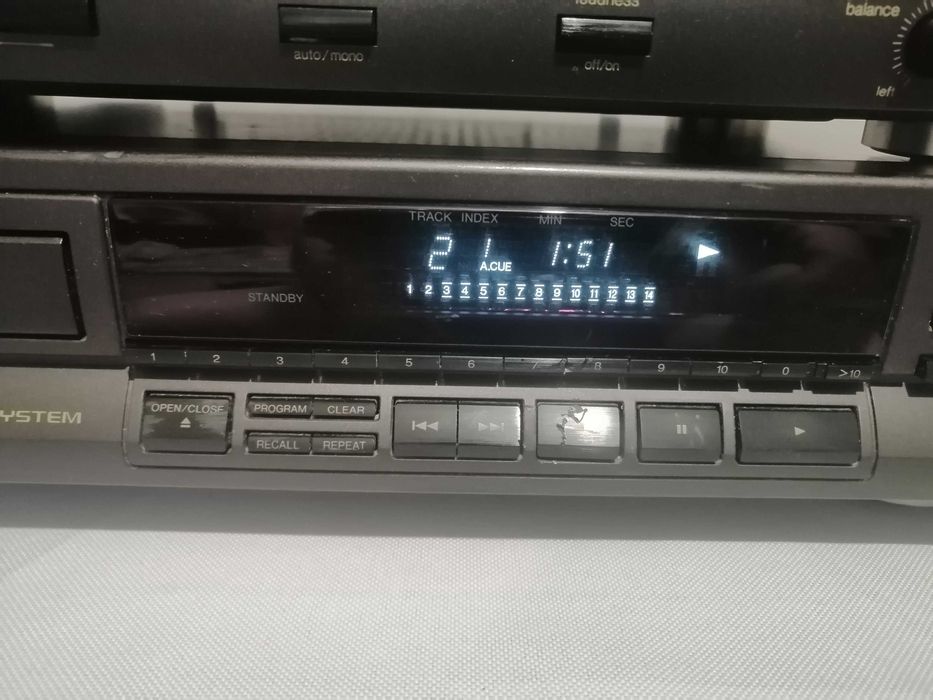 loudness
balance
auto/mono
off/on
left
TRACK INDEX MIN SEC
2 1 1:51
A.CUE
1 2 3 4 5 6 7 8 9 10 11 12 13 14
STANDBY
1 2 3 4 5 6 7 8 9 10 0 >10
YSTEM
OPEN/CLOSE PROGRAM CLEAR
RECALL REPEAT